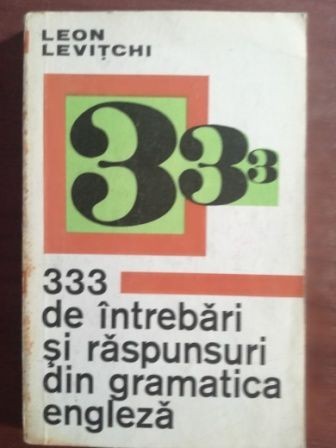 LEON
LEVIȚCHI
333
333
de întrebări
și răspunsuri
din gramatica
engleză